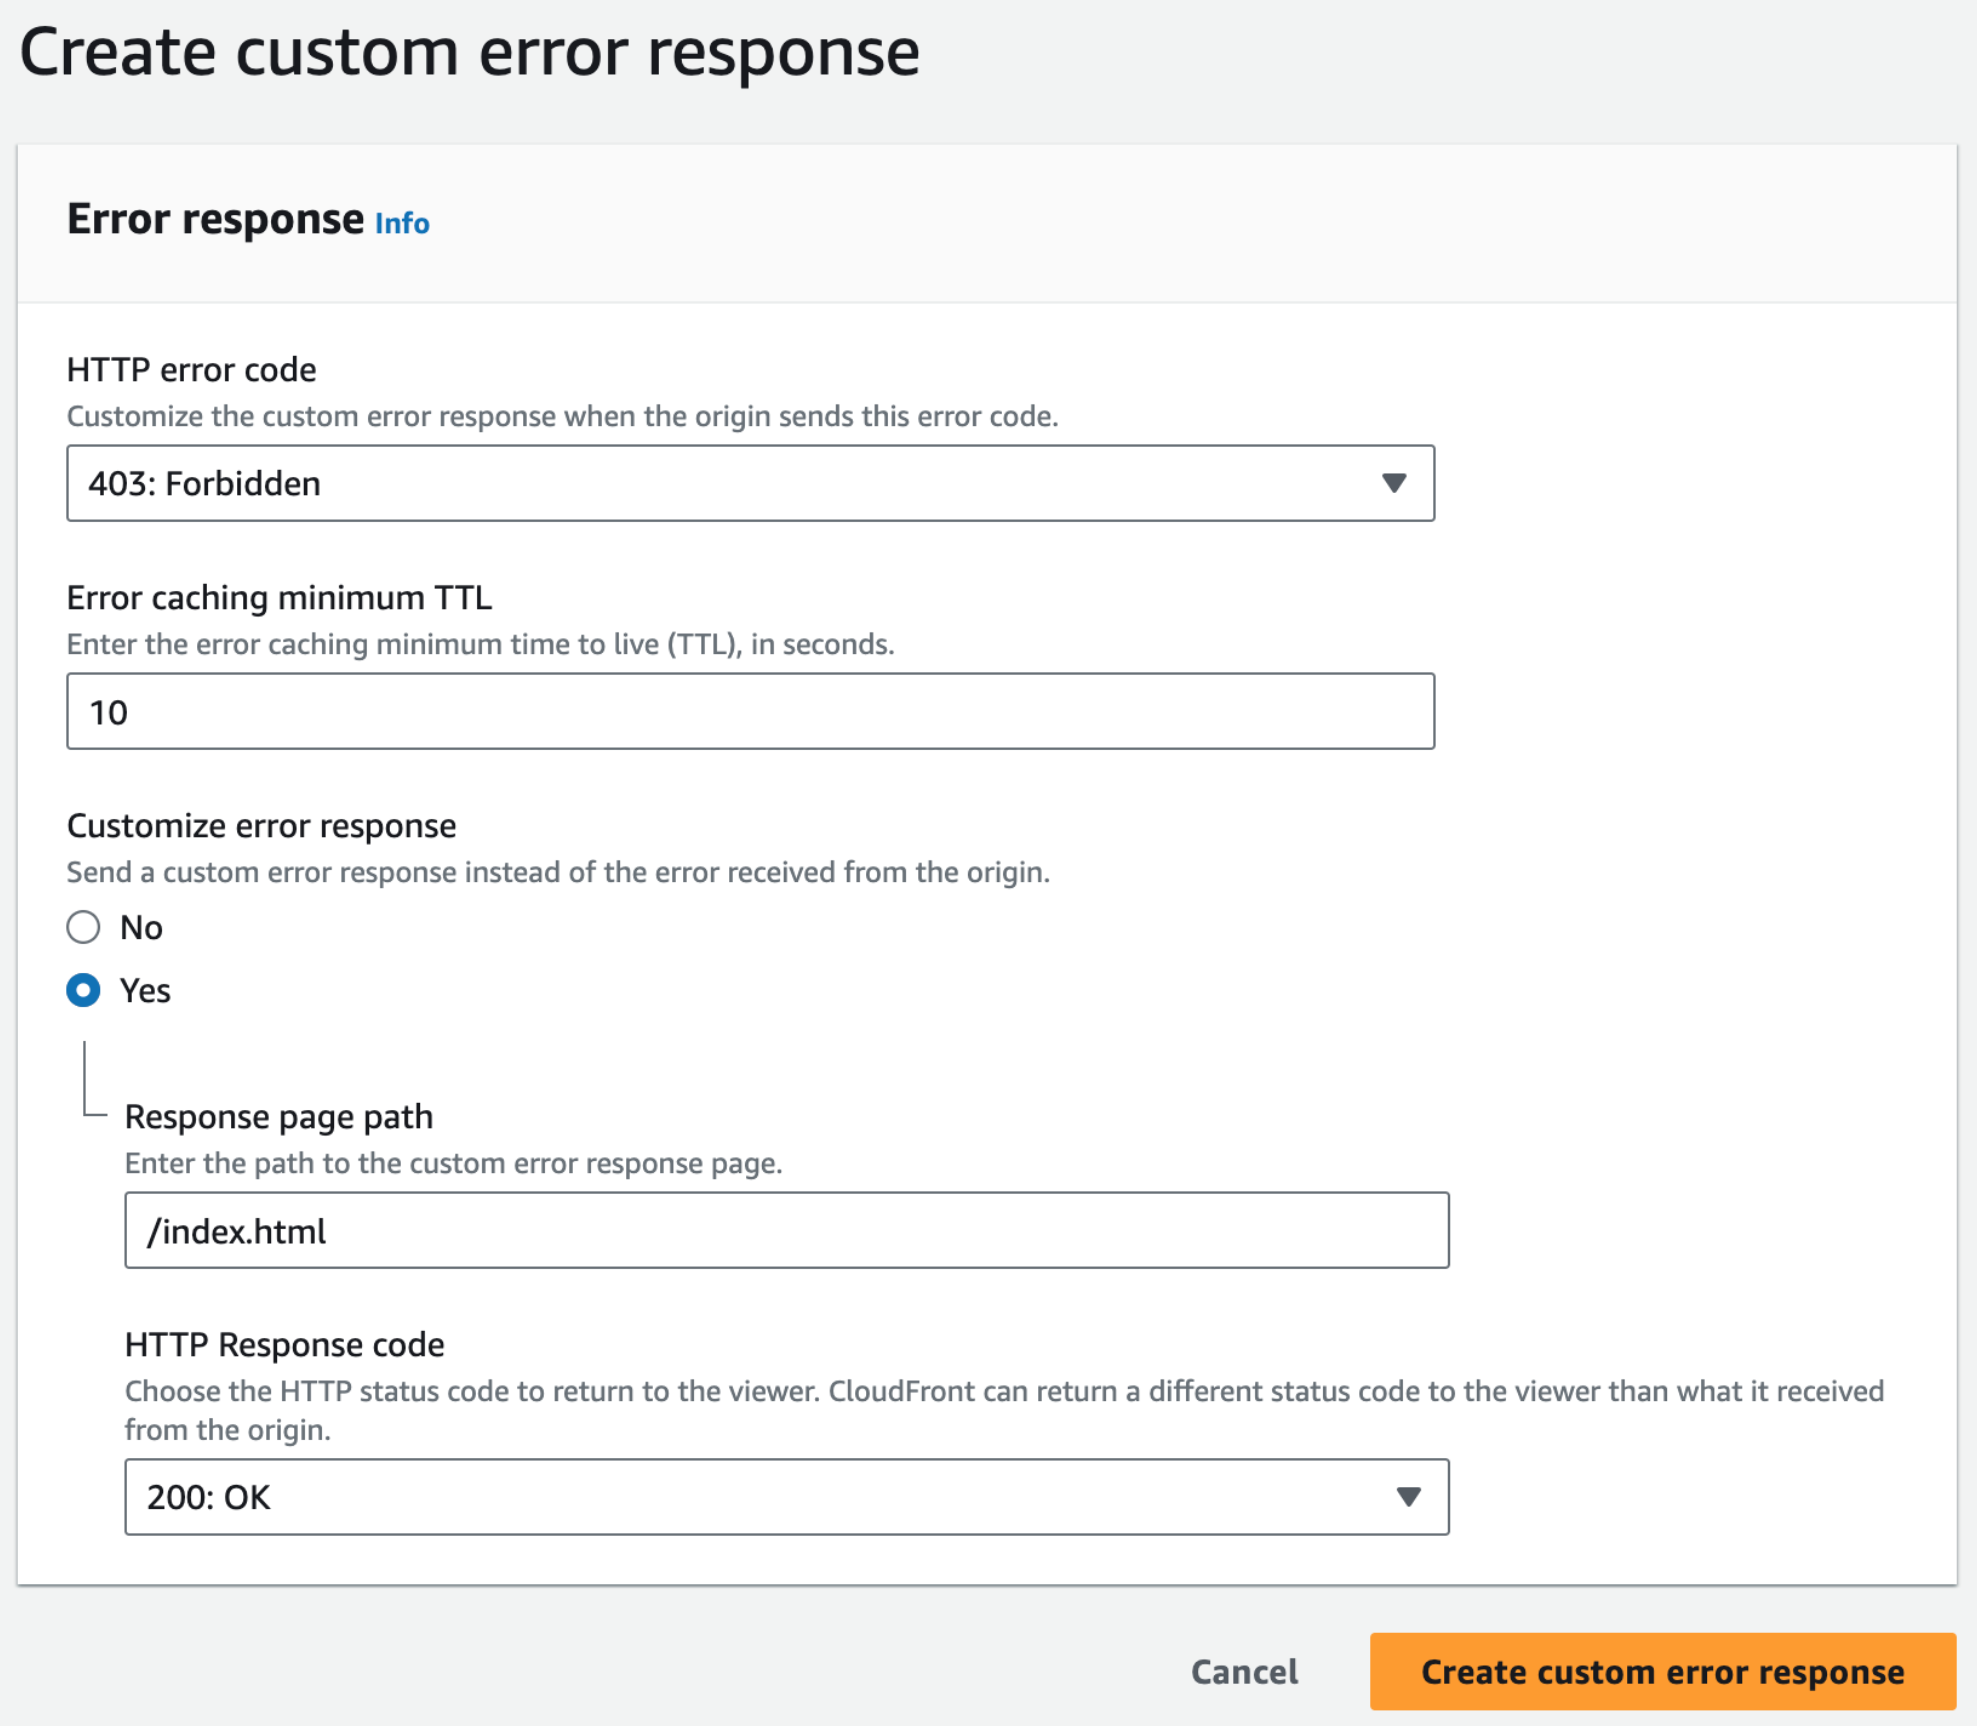 Create custom error response
Error response Info
HTTP error code
Customize the custom error response when the origin sends this error code.
403: Forbidden
Error caching minimum TTL
Enter the error caching minimum time to live (TTL), in seconds.
10
Customize error response
Send a custom error response instead of the error received from the origin.
No
Yes
Response page path
Enter the path to the custom error response page.
/index.html
HTTP Response code
Choose the HTTP status code to return to the viewer. CloudFront can return a different status code to the viewer than what it received
from the origin.
200: OK
Cancel
Create custom error response